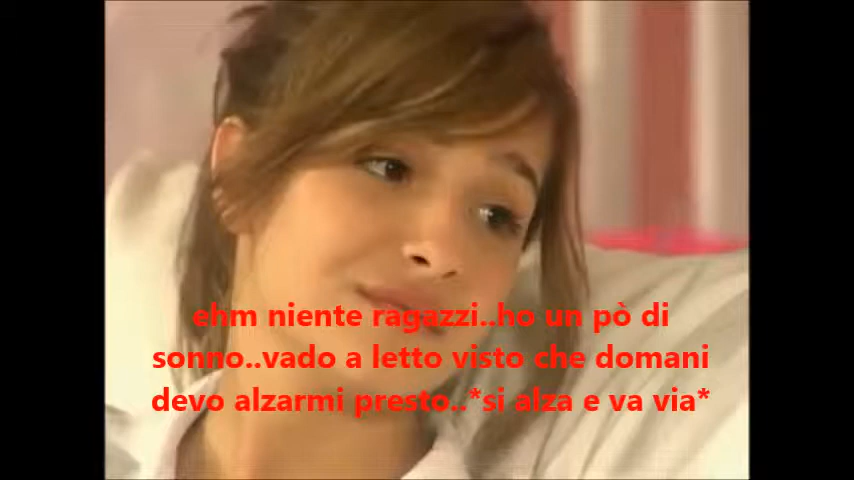 ehm niente ragazzi..ho un pò di
sonno..vado a letto visto che domani
devo alzarmi presto..*si alza e va via*